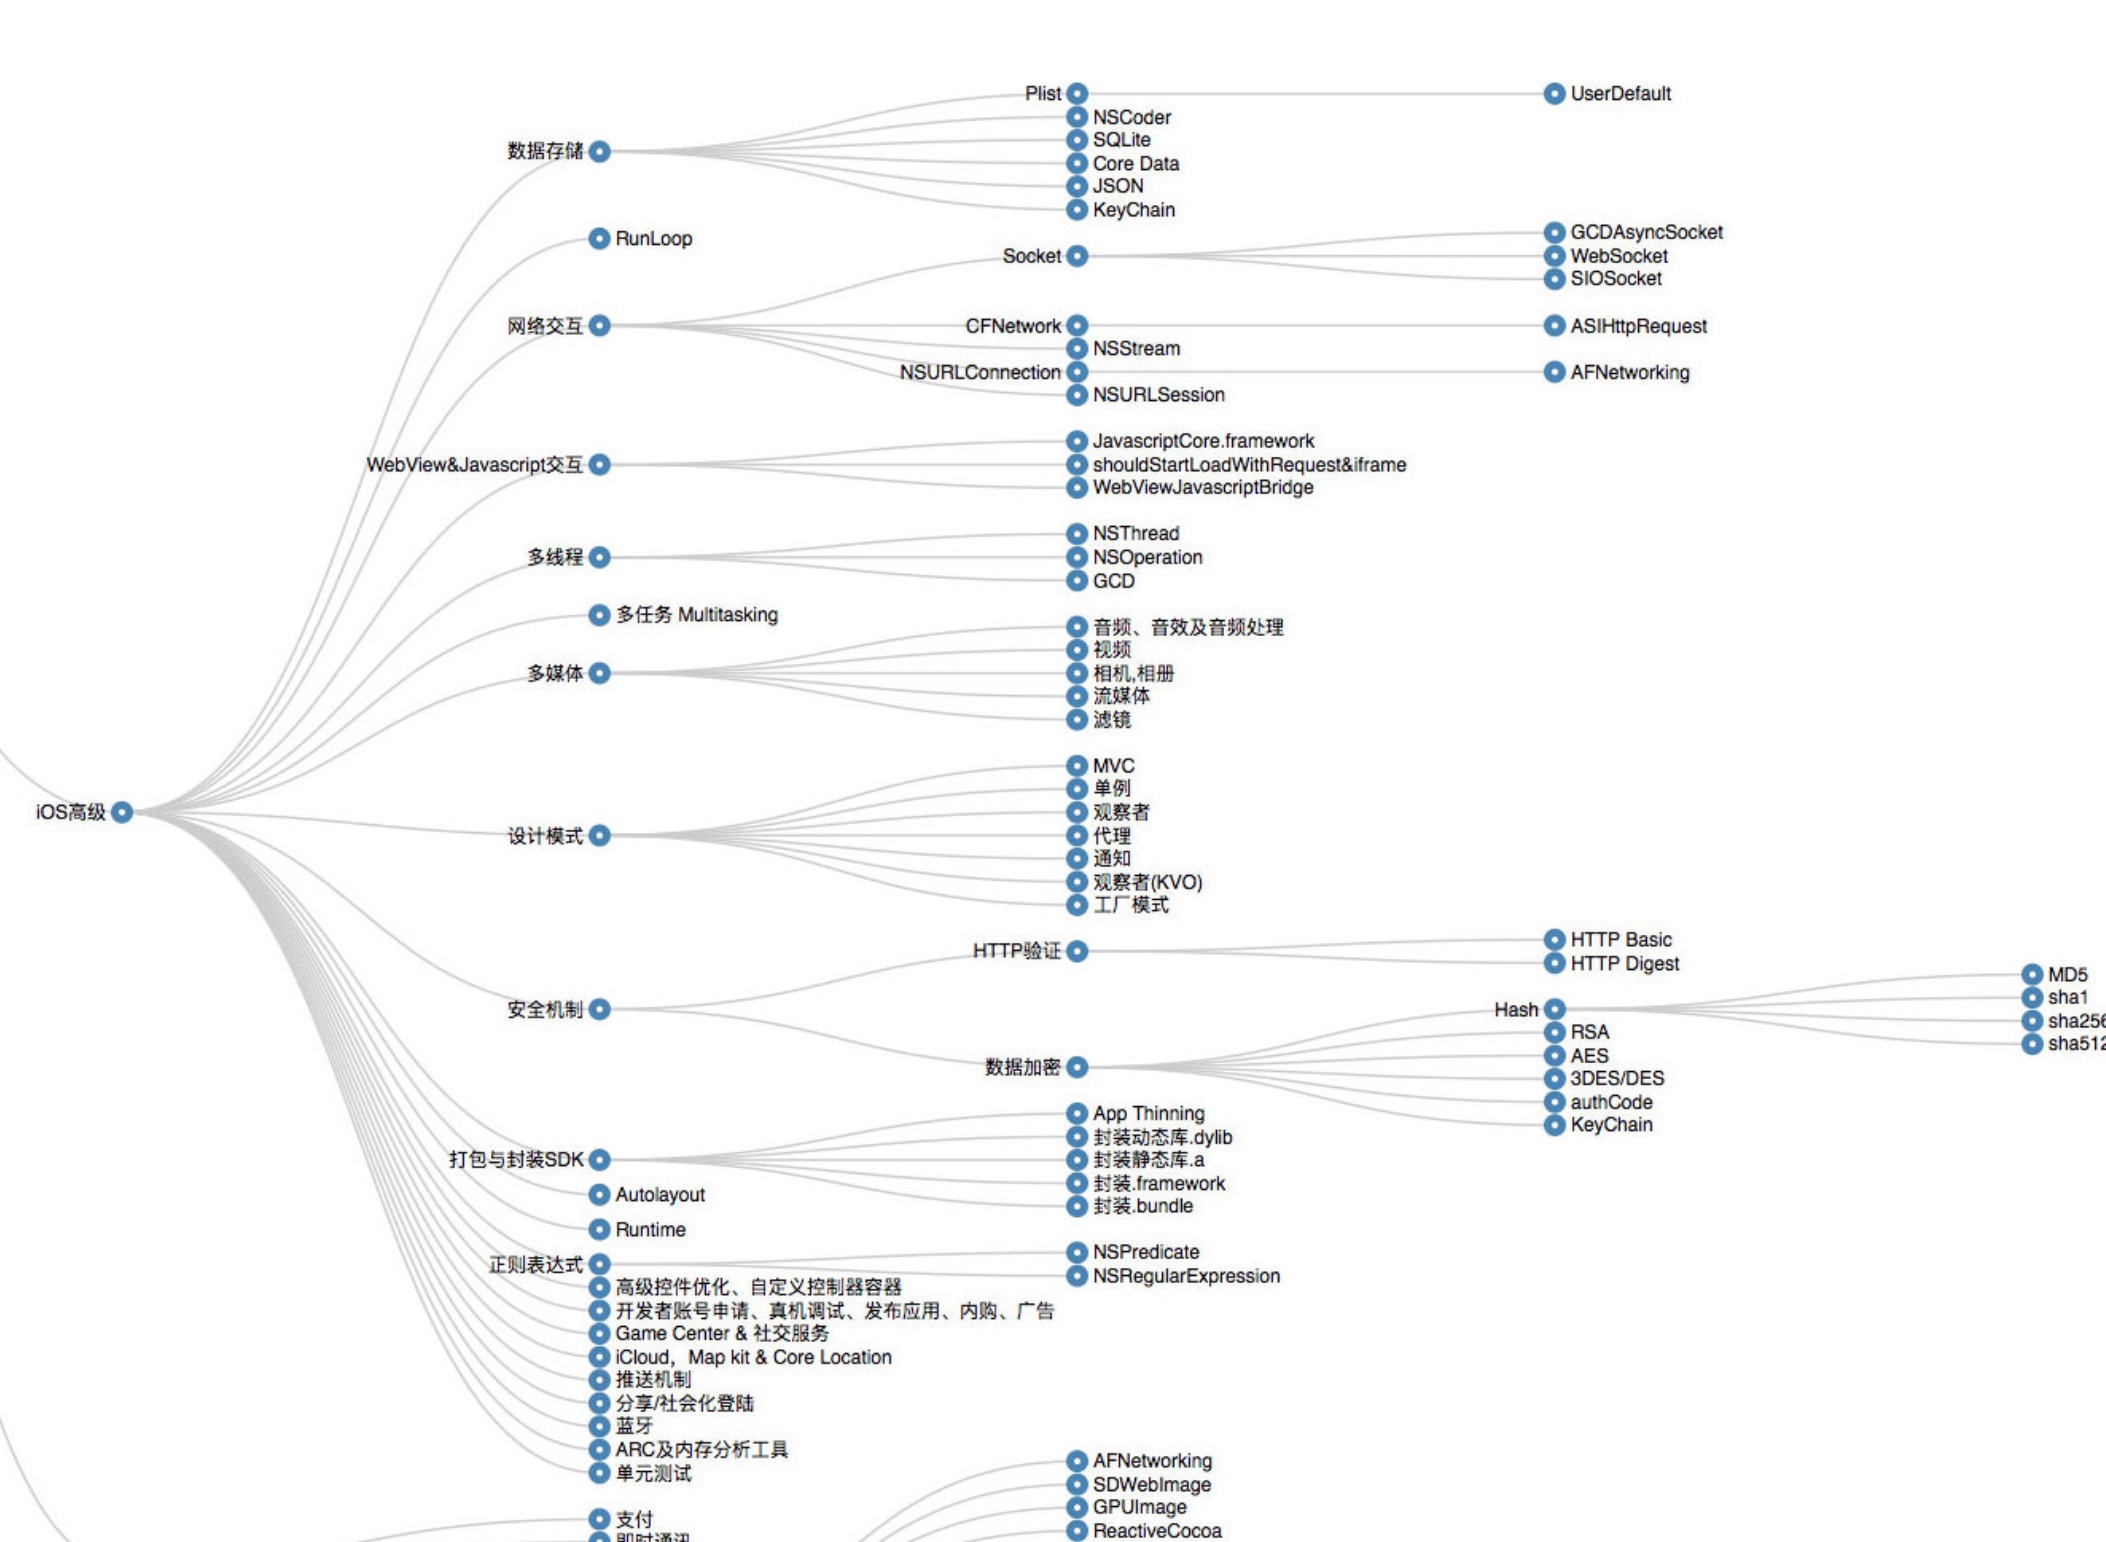 Plist
UserDefault
NSCoder
SQLite
数据存储
Core Data
JSON
KeyChain
RunLoop
Socket
GCDAsyncSocket
WebSocket
SIOSocket
网络交互
CFNetwork
ASIHttpRequest
NSStream
NSURLConnection
AFNetworking
NSURLSession
WebView&Javascript交互
JavascriptCore.framework
shouldStartLoadWithRequest&iframe
WebViewJavascriptBridge
多线程
NSThread
NSOperation
GCD
多任务 Multitasking
多媒体
音频、音效及音频处理
视频
相机,相册
流媒体
滤镜
iOS高级
设计模式
MVC
单例
观察者
代理
通知
观察者(KVO)
工厂模式
安全机制
HTTP验证
HTTP Basic
HTTP Digest
数据加密
Hash
MD5
sha1
sha256
sha512
RSA
AES
3DES/DES
authCode
KeyChain
打包与封装SDK
App Thinning
封装动态库.dylib
封装静态库.a
封装.framework
封装.bundle
Autolayout
Runtime
正则表达式
NSPredicate
NSRegularExpression
高级控件优化、自定义控制器容器
开发者账号申请、真机调试、发布应用、内购、广告
Game Center & 社交服务
iCloud，Map kit & Core Location
推送机制
分享/社会化登陆
蓝牙
ARC及内存分析工具
单元测试
AFNetworking
SDWebImage
GPUImage
ReactiveCocoa
支付
即时通讯